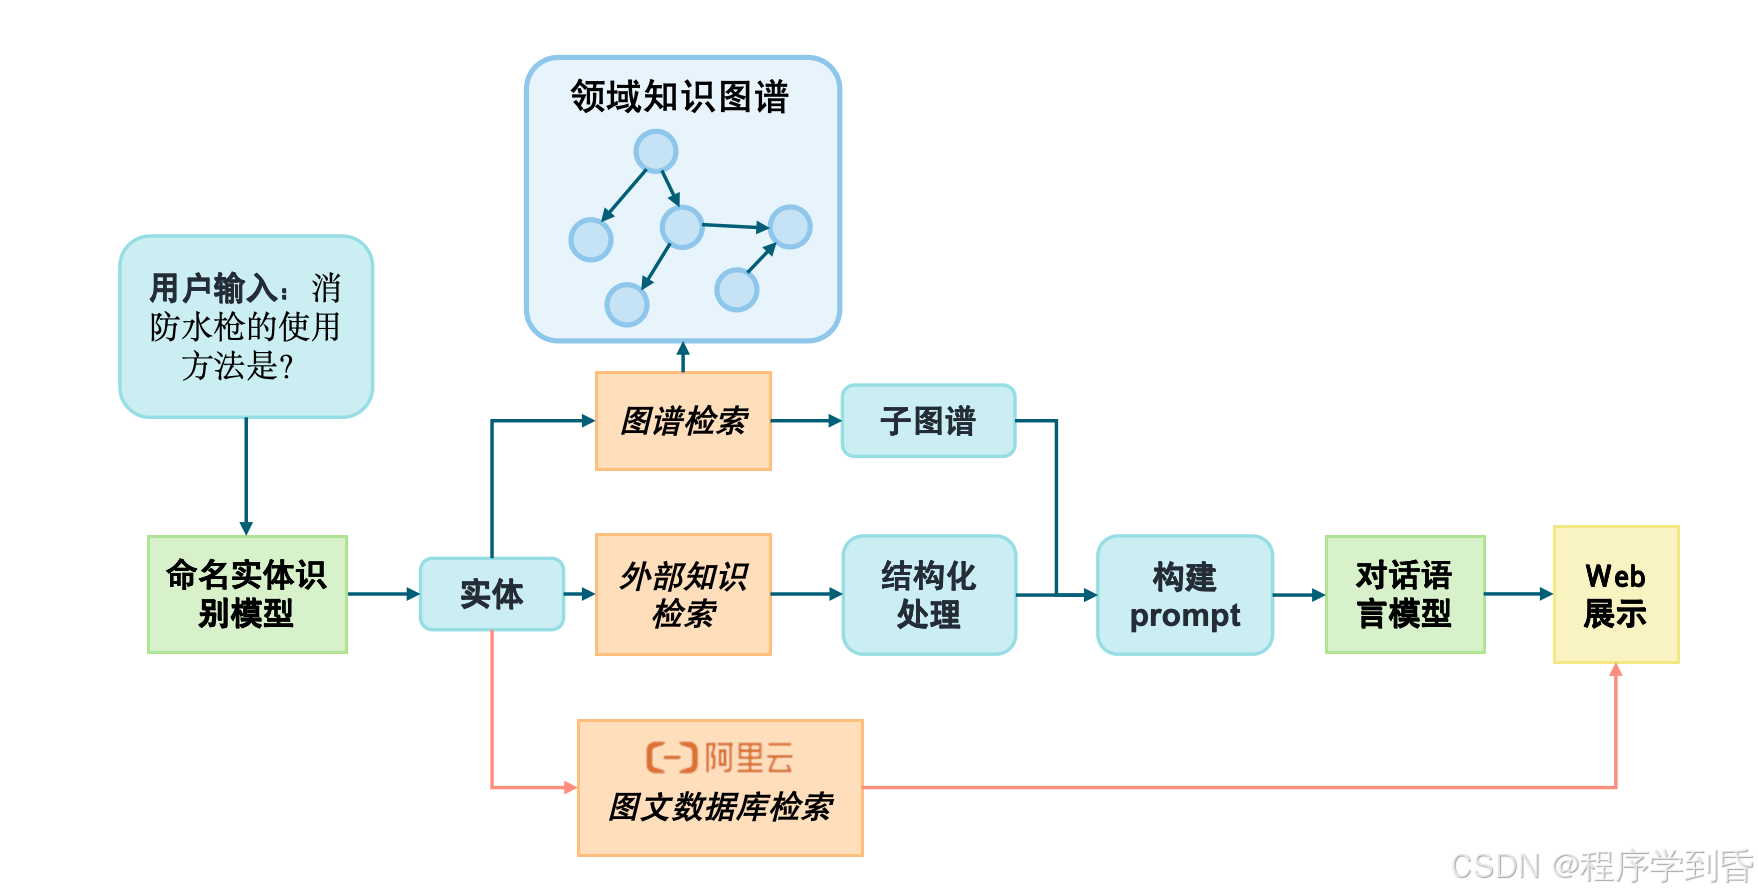 领域知识图谱
用户输入：消
防水枪的使用
方法是？
图谱检索
子图谱
命名实体识
别模型
实体
外部知识
检索
结构化
处理
构建
prompt
对话语
言模型
Web
展示
阿里云
图文数据库检索
CSDN @程序学到昏